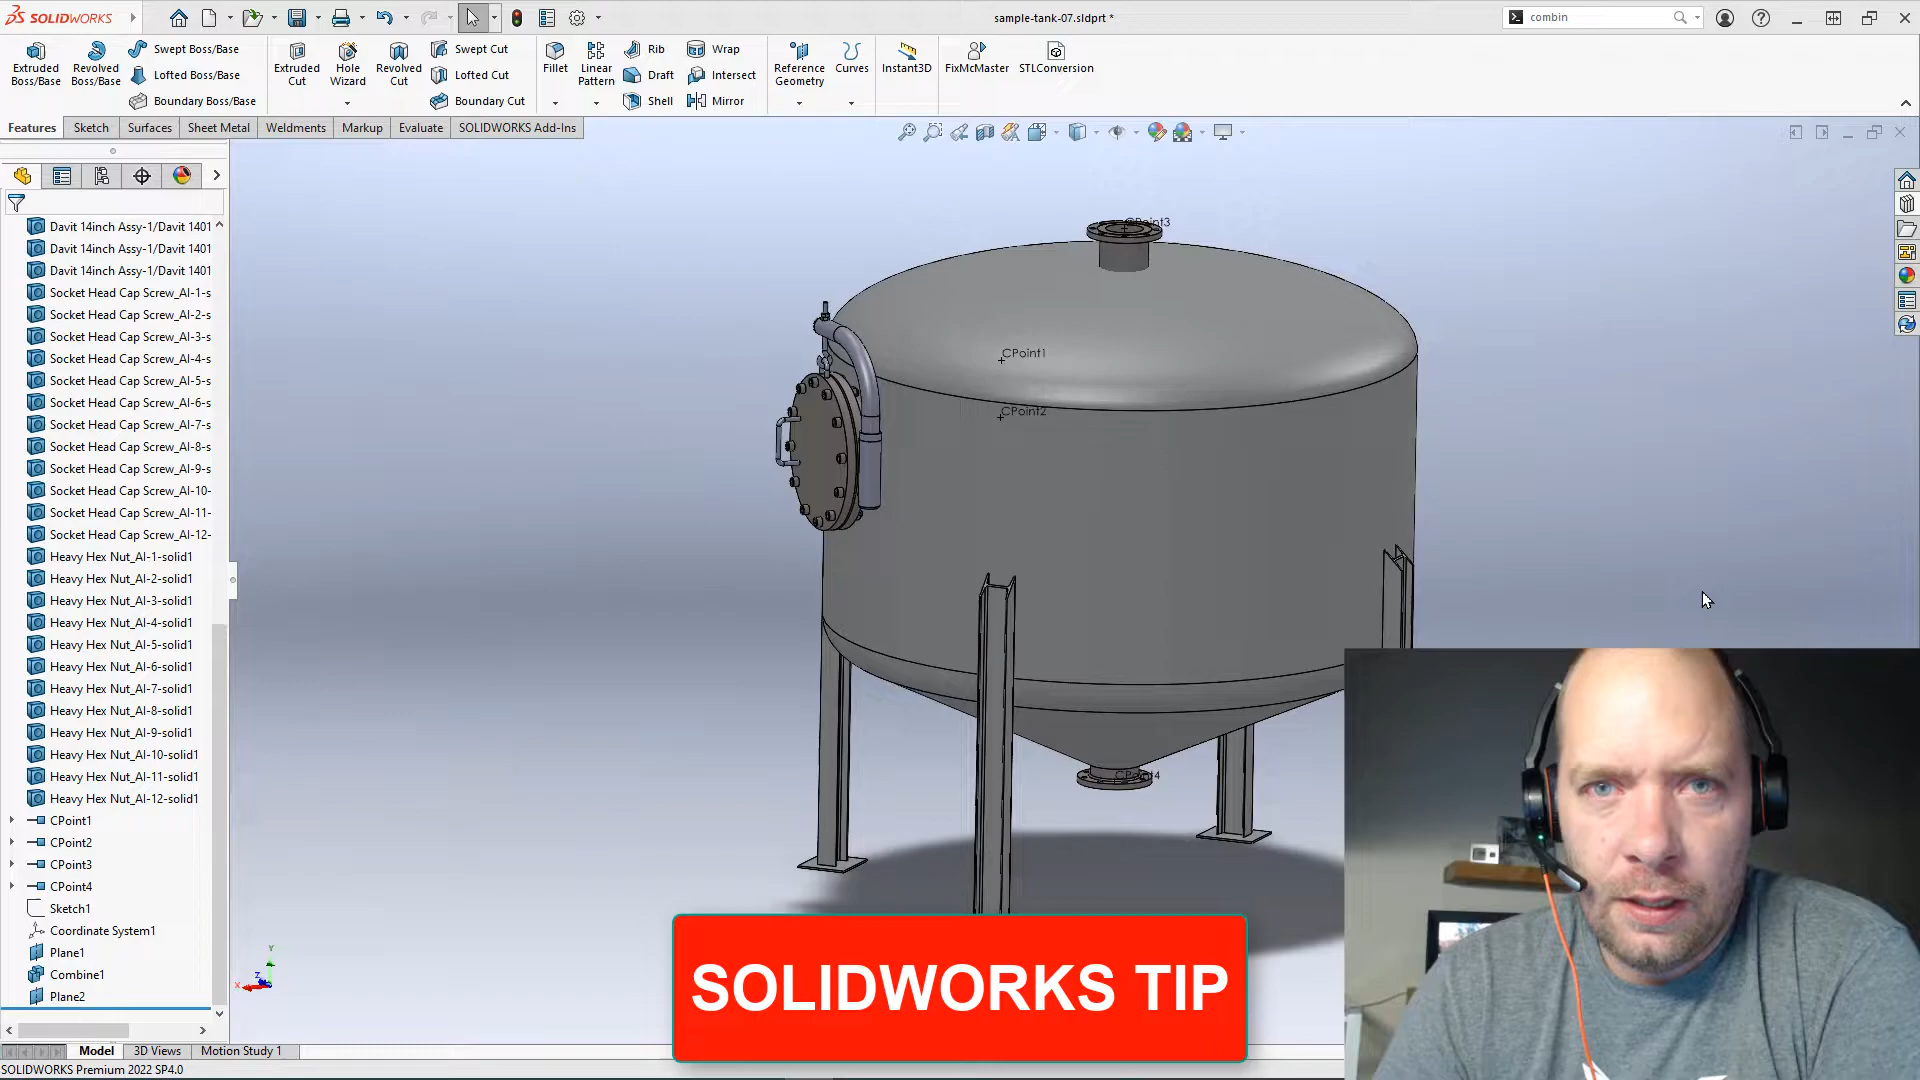 SOLIDWORKS
sample-tank-07.sldprt *
combin
Extruded Boss/Base
Revolved Boss/Base
Swept Boss/Base
Lofted Boss/Base
Boundary Boss/Base
Extruded Cut
Hole Wizard
Revolved Cut
Swept Cut
Lofted Cut
Boundary Cut
Fillet
Linear Pattern
Rib
Draft
Shell
Wrap
Intersect
Mirror
Reference Geometry
Curves
Instant3D
FixMcMaster
STLConversion
Features
Sketch
Surfaces
Sheet Metal
Weldments
Markup
Evaluate
SOLIDWORKS Add-Ins
Davit 14inch Assy-1/Davit 1401
Davit 14inch Assy-1/Davit 1401
Davit 14inch Assy-1/Davit 1401
Socket Head Cap Screw_AI-1-s
Socket Head Cap Screw_AI-2-s
Socket Head Cap Screw_AI-3-s
Socket Head Cap Screw_AI-4-s
Socket Head Cap Screw_AI-5-s
Socket Head Cap Screw_AI-6-s
Socket Head Cap Screw_AI-7-s
Socket Head Cap Screw_AI-8-s
Socket Head Cap Screw_AI-9-s
Socket Head Cap Screw_AI-10-
Socket Head Cap Screw_AI-11-
Socket Head Cap Screw_AI-12-
Heavy Hex Nut_AI-1-solid1
Heavy Hex Nut_AI-2-solid1
Heavy Hex Nut_AI-3-solid1
Heavy Hex Nut_AI-4-solid1
Heavy Hex Nut_AI-5-solid1
Heavy Hex Nut_AI-6-solid1
Heavy Hex Nut_AI-7-solid1
Heavy Hex Nut_AI-8-solid1
Heavy Hex Nut_AI-9-solid1
Heavy Hex Nut_AI-10-solid1
Heavy Hex Nut_AI-11-solid1
Heavy Hex Nut_AI-12-solid1
CPoint1
CPoint2
CPoint3
CPoint4
Sketch1
Coordinate System1
Plane1
Combine1
Plane2
CPoint3
CPoint1
CPoint2
CPoint4
Y
Z
X
SOLIDWORKS TIP
Model
3D Views
Motion Study 1
SOLIDWORKS Premium 2022 SP4.0